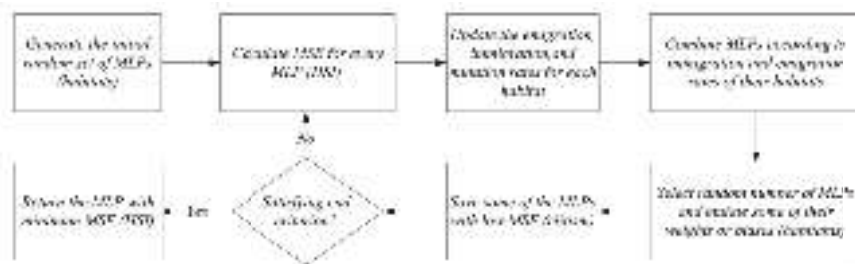 Generate the initial
random set of MLPs
(habitats)
Calculate MSE for every
MLP (HSI)
Update the emigration,
immigration, and
mutation rates for each
habitat
Combine MLPs according to
immigration and emigration
rates of their habitats
No
Return the MLP with
minimum MSE (HSI)
Yes
Satisfying end
criterion?
Save some of the MLPs
with low MSE
Select random number of MLPs
and mutate some of their
weights or biases (habitants)